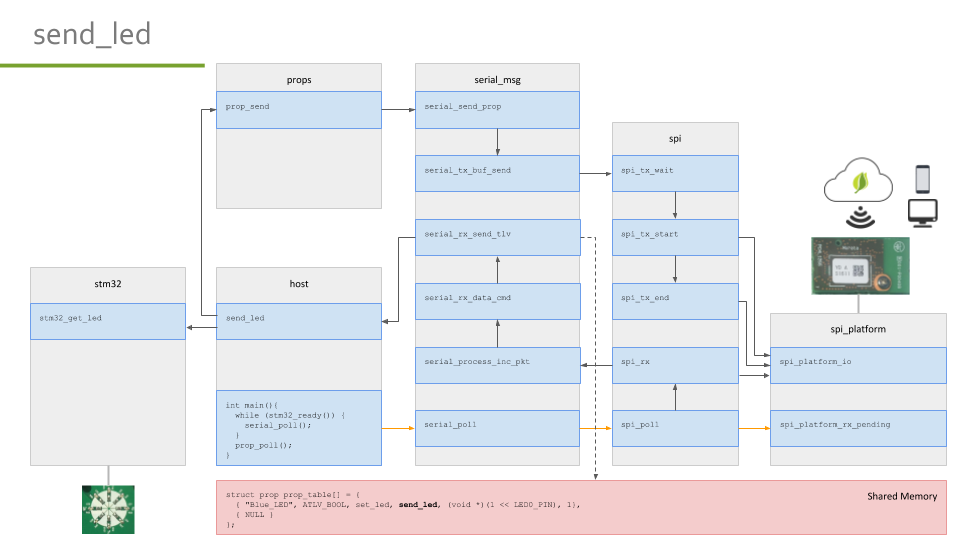 send_led
props
prop_send
serial_msg
serial_send_prop
serial_tx_buf_send
serial_rx_send_tlv
serial_rx_data_cmd
serial_process_inc_pkt
serial_poll
spi
spi_tx_wait
spi_tx_start
spi_tx_end
spi_rx
spi_poll
stm32
stm32_get_led
host
send_led
int main(){
while (stm32_ready()) {
serial_poll();
}
prop_poll();
}
spi_platform
spi_platform_io
spi_platform_rx_pending
Shared Memory
struct prop prop_table[] = {
{ "Blue_LED", ATLV_BOOL, set_led, send_led, (void *)(1 << LED0_PIN), 1},
{ NULL }
};